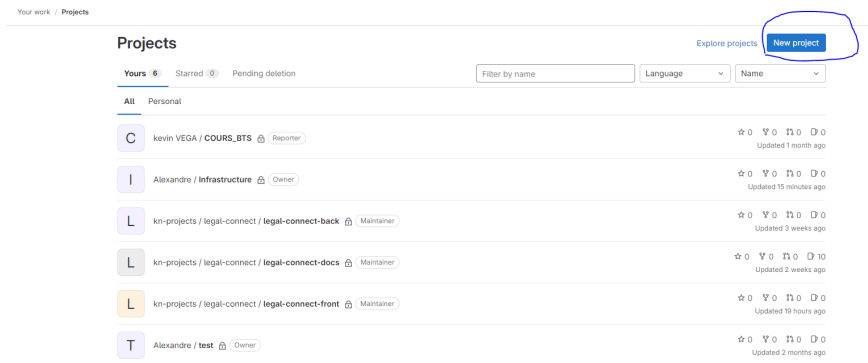 Your work / Projects
Projects
Explore projects
New project
Yours 6 Starred 0 Pending deletion
Filter by name
Language
Name
All Personal
C kevin VEGA / COURS_BTS Reporter
0 0 0 0
Updated 1 month ago
I Alexandre / Infrastructure Owner
0 0 0 0
Updated 15 minutes ago
L kn-projects / legal-connect / legal-connect-back Maintainer
0 0 0 0
Updated 3 weeks ago
L kn-projects / legal-connect / legal-connect-docs Maintainer
0 0 0 10
Updated 2 weeks ago
L kn-projects / legal-connect / legal-connect-front Maintainer
0 0 0 0
Updated 19 hours ago
T Alexandre / test Owner
0 0 0 0
Updated 2 months ago